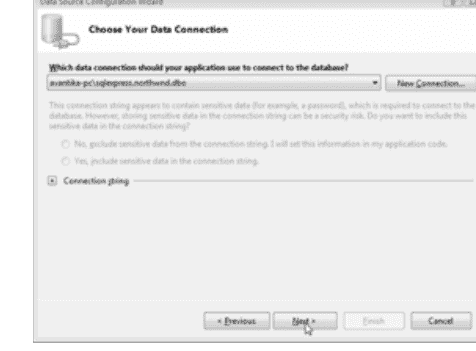 Data Source Configuration Wizard
Choose Your Data Connection
Which data connection should your application use to connect to the database?
avantika-pc\sqlexpress.northwnd.dbo
New Connection...
This connection string appears to contain sensitive data (for example, a password), which is required to connect to the
database. However, storing sensitive data in the connection string can be a security risk. Do you want to include this
sensitive data in the connection string?
No, exclude sensitive data from the connection string. I will set this information in my application code.
Yes, include sensitive data in the connection string.
Connection string
< Previous
Next >
Finish
Cancel